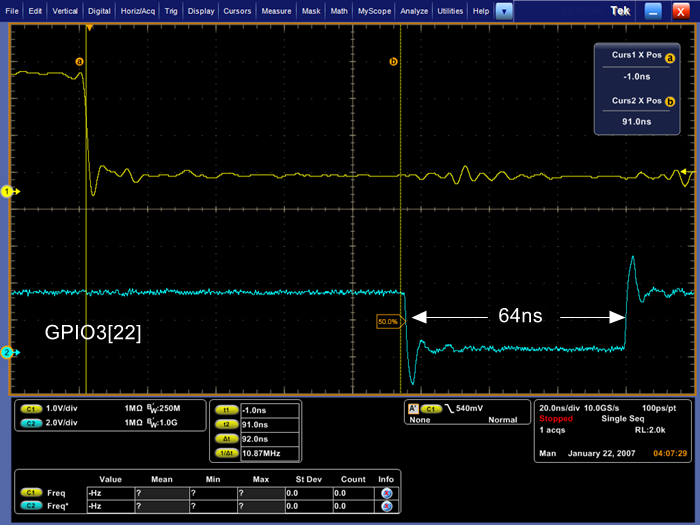 File Edit Vertical Digital Horiz/Acq Trig Display Cursors Measure Mask Math MyScope Analyze Utilities Help Tek X
a
b
Curs1 X Pos a
-1.0ns
Curs2 X Pos b
91.0ns
1
50.0%
64ns
GPIO3[22]
2
C1 1.0V/div 1MΩ BW:250M
C2 2.0V/div 1MΩ BW:1.0G
t1 -1.0ns
t2 91.0ns
Δt 92.0ns
1/Δt 10.87MHz
A' C1 540mV
None Normal
20.0ns/div 10.0GS/s 100ps/pt
Stopped Single Seq
1 acqs RL:2.0k
Man January 22, 2007 04:07:29
Value Mean Min Max St Dev Count Info
C1 Freq -Hz ? ? ? 0.0 0.0
C2 Freq* -Hz ? ? ? 0.0 0.0